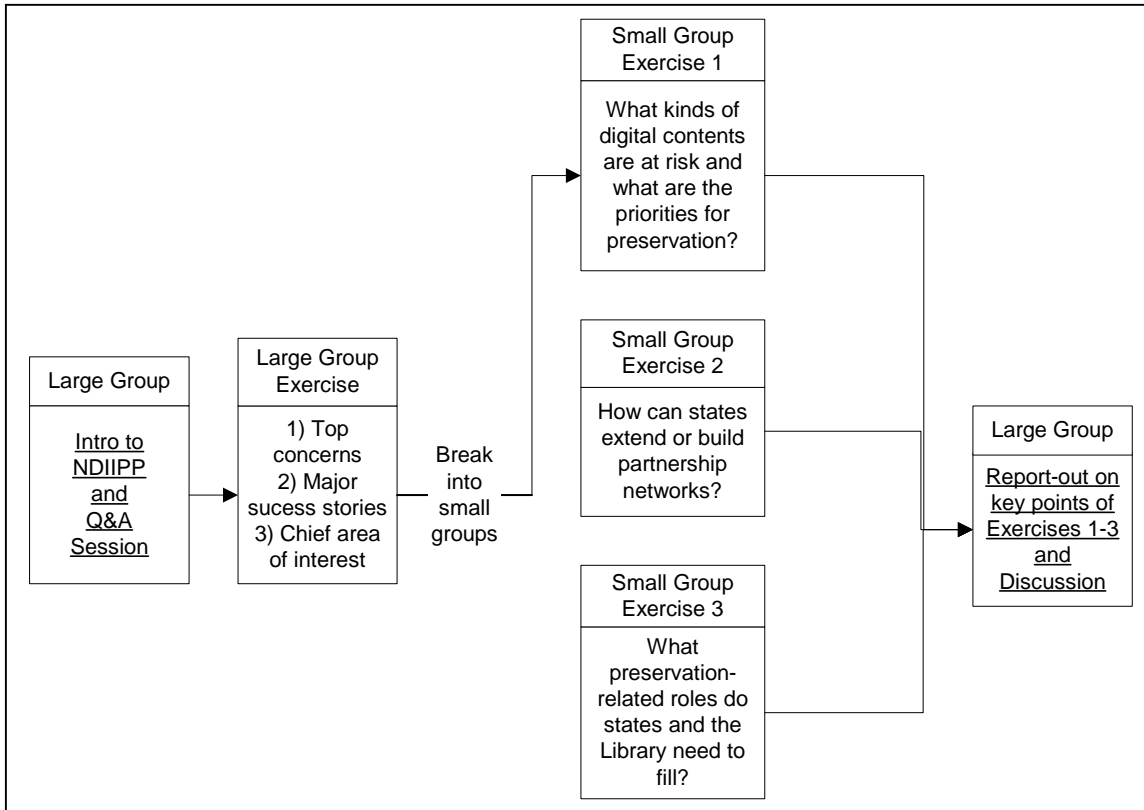 Large Group
Intro to
NDIIPP
and
Q&A
Session
Large Group
Exercise
1) Top
concerns
2) Major
sucess stories
3) Chief area
of interest
Break
into
small
groups
Small Group
Exercise 1
What kinds of
digital contents
are at risk and
what are the
priorities for
preservation?
Small Group
Exercise 2
How can states
extend or build
partnership
networks?
Small Group
Exercise 3
What
preservation-
related roles do
states and the
Library need to
fill?
Large Group
Report-out on
key points of
Exercises 1-3
and
Discussion